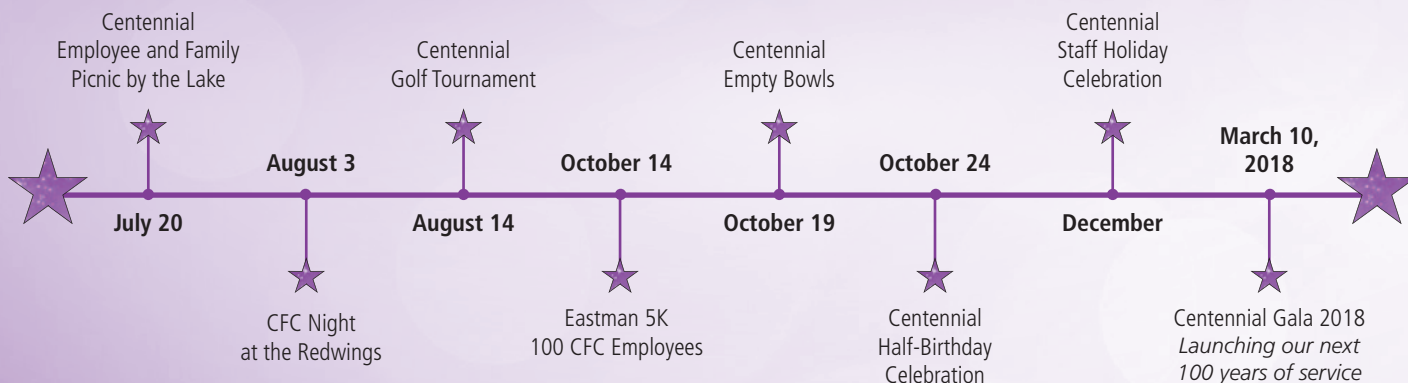 Centennial
Employee and Family
Picnic by the Lake
July 20
August 3
CFC Night
at the Redwings
Centennial
Golf Tournament
August 14
October 14
Eastman 5K
100 CFC Employees
Centennial
Empty Bowls
October 19
October 24
Centennial
Half-Birthday
Celebration
Centennial
Staff Holiday
Celebration
December
March 10,
2018
Centennial Gala 2018
Launching our next
100 years of service